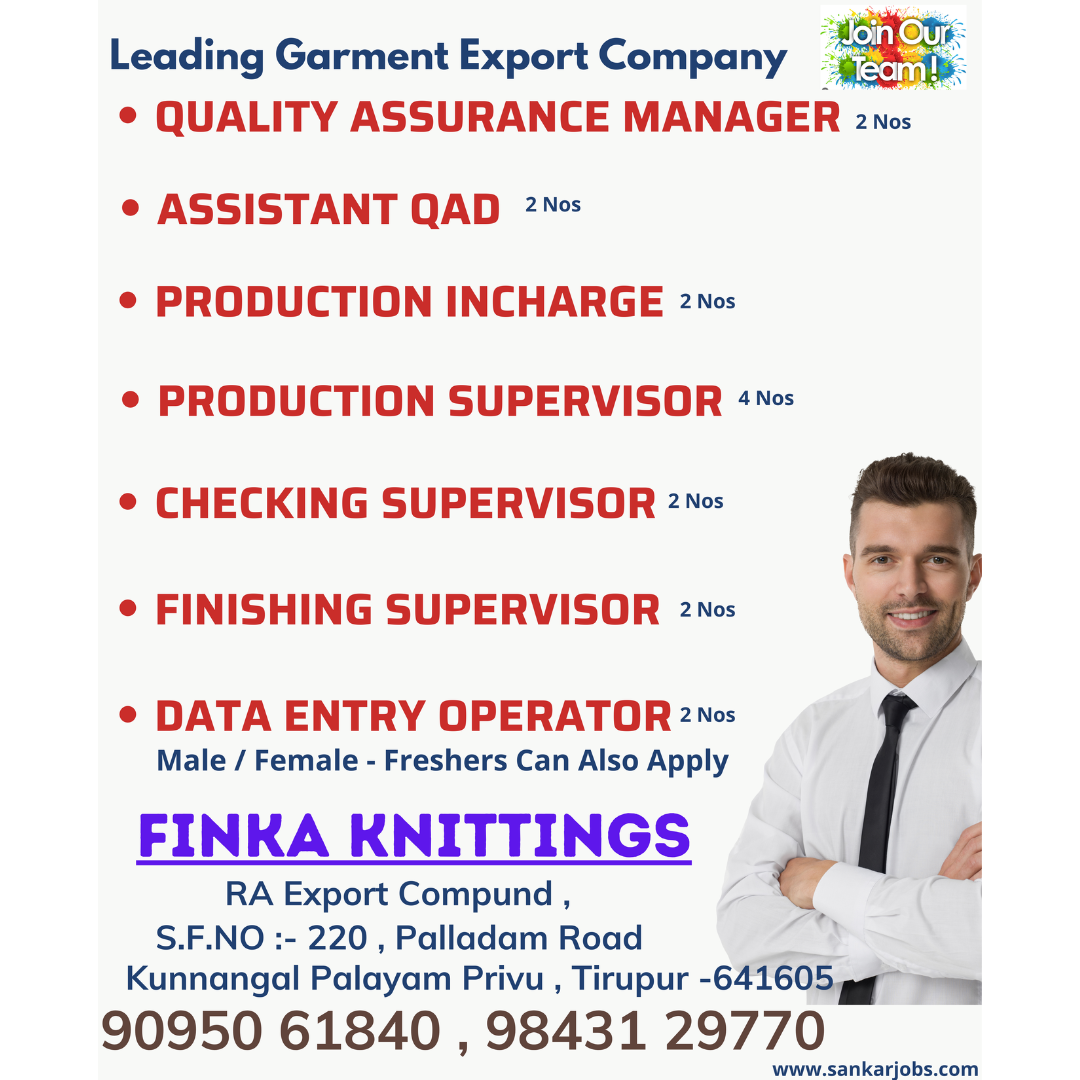 Leading Garment Export Company
Join Our
Team!
• QUALITY ASSURANCE MANAGER 2 Nos
• ASSISTANT QAD 2 Nos
• PRODUCTION INCHARGE 2 Nos
• PRODUCTION SUPERVISOR 4 Nos
• CHECKING SUPERVISOR 2 Nos
• FINISHING SUPERVISOR 2 Nos
• DATA ENTRY OPERATOR 2 Nos
Male / Female - Freshers Can Also Apply
FINKA KNITTINGS
RA Export Compund ,
S.F.NO :- 220 , Palladam Road
Kunnangal Palayam Privu , Tirupur -641605
90950 61840 , 98431 29770
www.sankarjobs.com